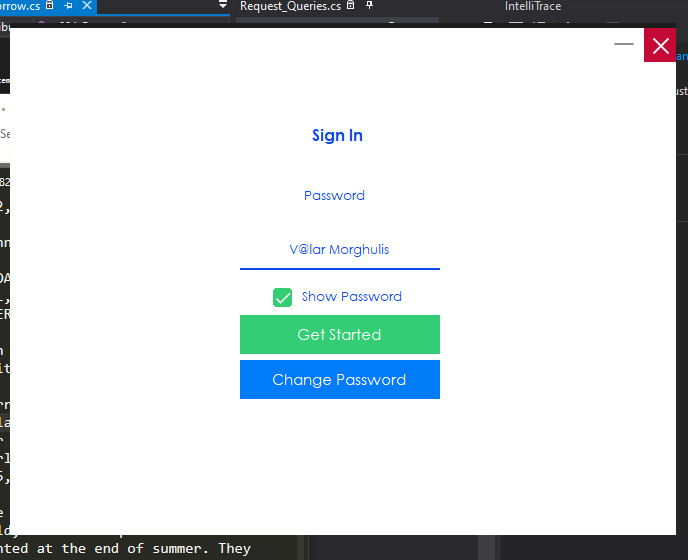 orrow.cs
Request_Queries.cs
IntelliTrace
Sign In
Password
V@lar Morghulis
Show Password
Get Started
Change Password
nted at the end of summer. They